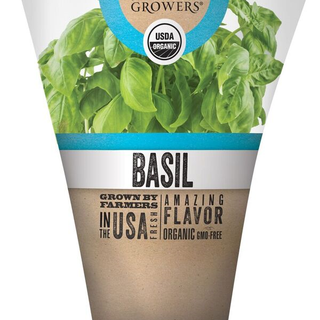 GROWERS®
USDA
ORGANIC
BASIL
GROWN BY
FARMERS
IN THE USA FRESH
AMAZING
FLAVOR
ORGANIC GMO-FREE